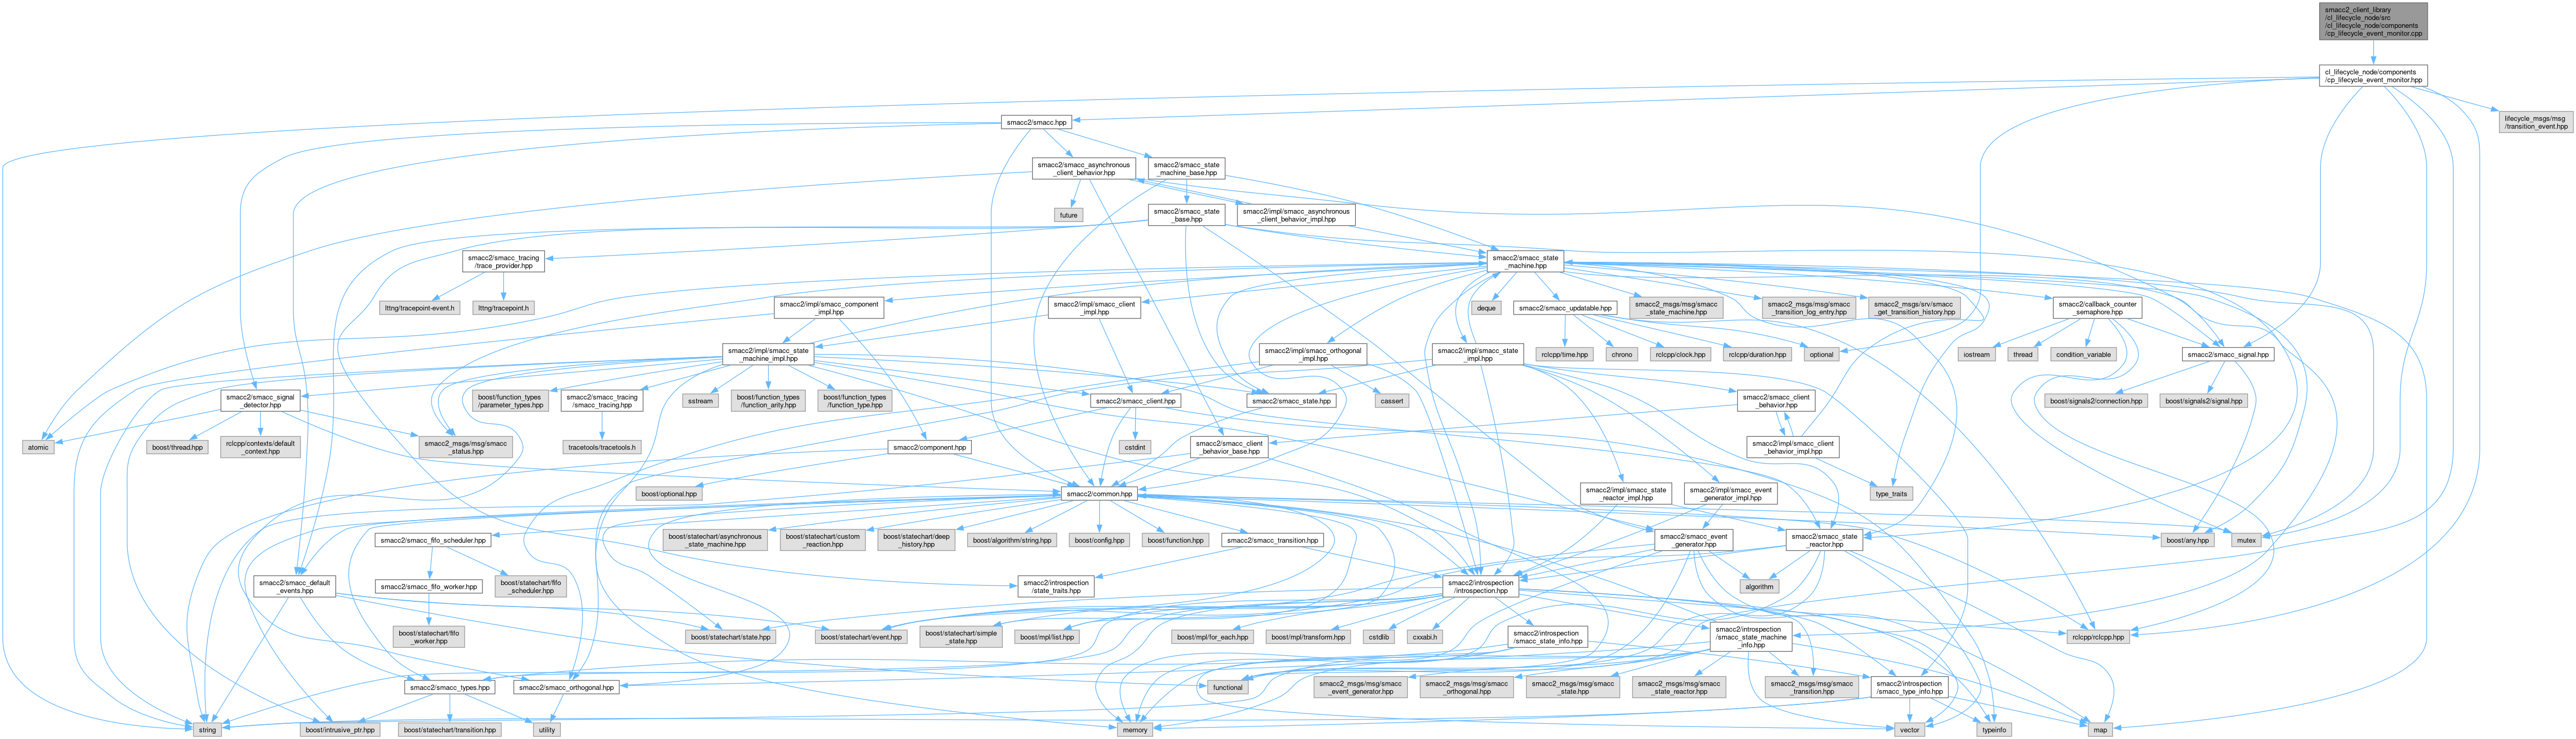 smacc2_client_library
/cl_lifecycle_node/src
/cl_lifecycle_node/components
/cp_lifecycle_event_monitor.cpp
cl_lifecycle_node/components
/cp_lifecycle_event_monitor.hpp
smacc2/smacc.hpp
lifecycle_msgs/msg
/transition_event.hpp
smacc2/smacc_asynchronous
_client_behavior.hpp
smacc2/smacc_state
_machine_base.hpp
future
smacc2/smacc_state
_base.hpp
smacc2/impl/smacc_asynchronous
_client_behavior_impl.hpp
smacc2/smacc_tracing
/trace_provider.hpp
smacc2/smacc_state
_machine.hpp
lttng/tracepoint-event.h
lttng/tracepoint.h
smacc2/impl/smacc_component
_impl.hpp
smacc2/impl/smacc_client
_impl.hpp
deque
smacc2/smacc_updatable.hpp
smacc2_msgs/msg/smacc
_state_machine.hpp
smacc2_msgs/msg/smacc
_transition_log_entry.hpp
smacc2_msgs/srv/smacc
_get_transition_history.hpp
smacc2/callback_counter
_semaphore.hpp
smacc2/impl/smacc_state
_machine_impl.hpp
smacc2/impl/smacc_orthogonal
_impl.hpp
smacc2/impl/smacc_state
_impl.hpp
rclcpp/time.hpp
chrono
rclcpp/clock.hpp
rclcpp/duration.hpp
optional
iostream
thread
condition_variable
smacc2/smacc_signal.hpp
smacc2/smacc_signal
_detector.hpp
boost/function_types
/parameter_types.hpp
smacc2/smacc_tracing
/smacc_tracing.hpp
sstream
boost/function_types
/function_arity.hpp
boost/function_types
/function_type.hpp
smacc2/smacc_client.hpp
smacc2/smacc_state.hpp
cassert
smacc2/smacc_client
_behavior.hpp
boost/signals2/connection.hpp
boost/signals2/signal.hpp
atomic
boost/thread.hpp
rclcpp/contexts/default
_context.hpp
smacc2_msgs/msg/smacc
_status.hpp
tracetools/tracetools.h
smacc2/component.hpp
cstdint
smacc2/smacc_client
_behavior_base.hpp
smacc2/impl/smacc_client
_behavior_impl.hpp
boost/optional.hpp
smacc2/common.hpp
smacc2/impl/smacc_state
_reactor_impl.hpp
smacc2/impl/smacc_event
_generator_impl.hpp
type_traits
smacc2/smacc_fifo_scheduler.hpp
boost/statechart/asynchronous
_state_machine.hpp
boost/statechart/custom
_reaction.hpp
boost/statechart/deep
_history.hpp
boost/algorithm/string.hpp
boost/config.hpp
boost/function.hpp
smacc2/smacc_transition.hpp
smacc2/smacc_event
_generator.hpp
smacc2/smacc_state
_reactor.hpp
boost/any.hpp
mutex
smacc2/smacc_default
_events.hpp
smacc2/smacc_fifo_worker.hpp
boost/statechart/fifo
_scheduler.hpp
smacc2/introspection
/state_traits.hpp
smacc2/introspection
/introspection.hpp
algorithm
boost/statechart/fifo
_worker.hpp
boost/statechart/state.hpp
boost/statechart/event.hpp
boost/statechart/simple
_state.hpp
boost/mpl/list.hpp
boost/mpl/for_each.hpp
boost/mpl/transform.hpp
cstdlib
cxxabi.h
smacc2/introspection
/smacc_state_info.hpp
smacc2/introspection
/smacc_state_machine
_info.hpp
rclcpp/rclcpp.hpp
smacc2/smacc_types.hpp
smacc2/smacc_orthogonal.hpp
functional
smacc2_msgs/msg/smacc
_event_generator.hpp
smacc2_msgs/msg/smacc
_orthogonal.hpp
smacc2_msgs/msg/smacc
_state.hpp
smacc2_msgs/msg/smacc
_state_reactor.hpp
smacc2_msgs/msg/smacc
_transition.hpp
smacc2/introspection
/smacc_type_info.hpp
string
boost/intrusive_ptr.hpp
boost/statechart/transition.hpp
utility
memory
vector
typeinfo
map